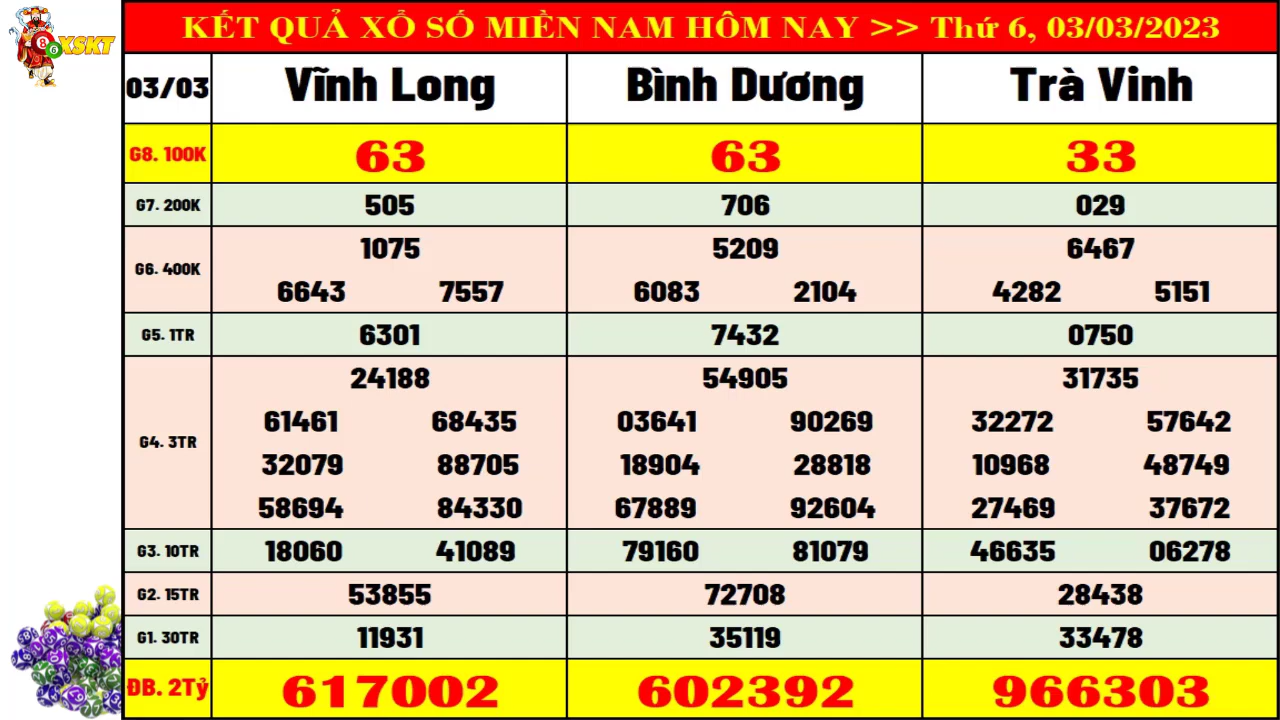 XSKT
KẾT QUẢ XỔ SỐ MIỀN NAM HÔM NAY >> Thứ 6, 03/03/2023
03/03 Vĩnh Long Bình Dương Trà Vinh
G8. 100K 63 63 33
G7. 200K 505 706 029
G6. 400K
1075 5209 6467
6643 7557 6083 2104 4282 5151
G5. 1TR 6301 7432 0750
G4. 3TR
24188 54905 31735
61461 68435 03641 90269 32272 57642
32079 88705 18904 28818 10968 48749
58694 84330 67889 92604 27469 37672
G3. 10TR 18060 41089 79160 81079 46635 06278
G2. 15TR 53855 72708 28438
G1. 30TR 11931 35119 33478
ĐB. 2Tỷ 617002 602392 966303